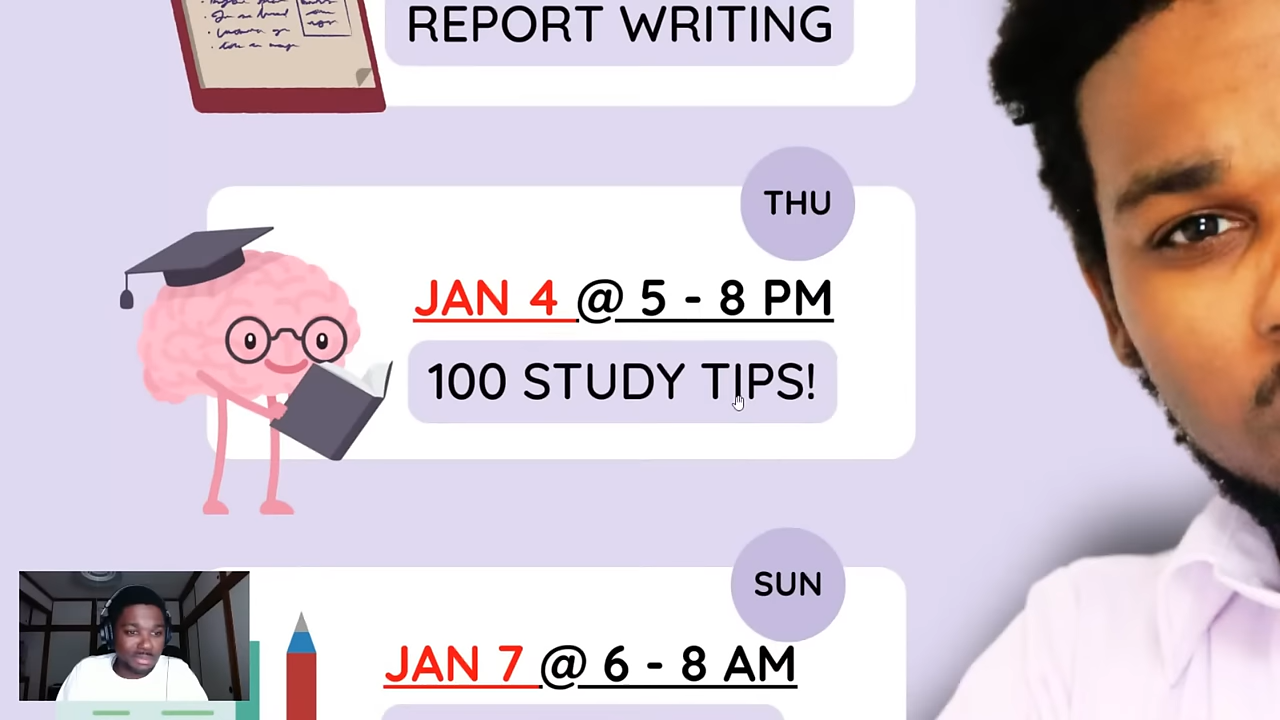 REPORT WRITING
THU
JAN 4 @ 5 - 8 PM
100 STUDY TIPS!
SUN
JAN 7 @ 6 - 8 AM